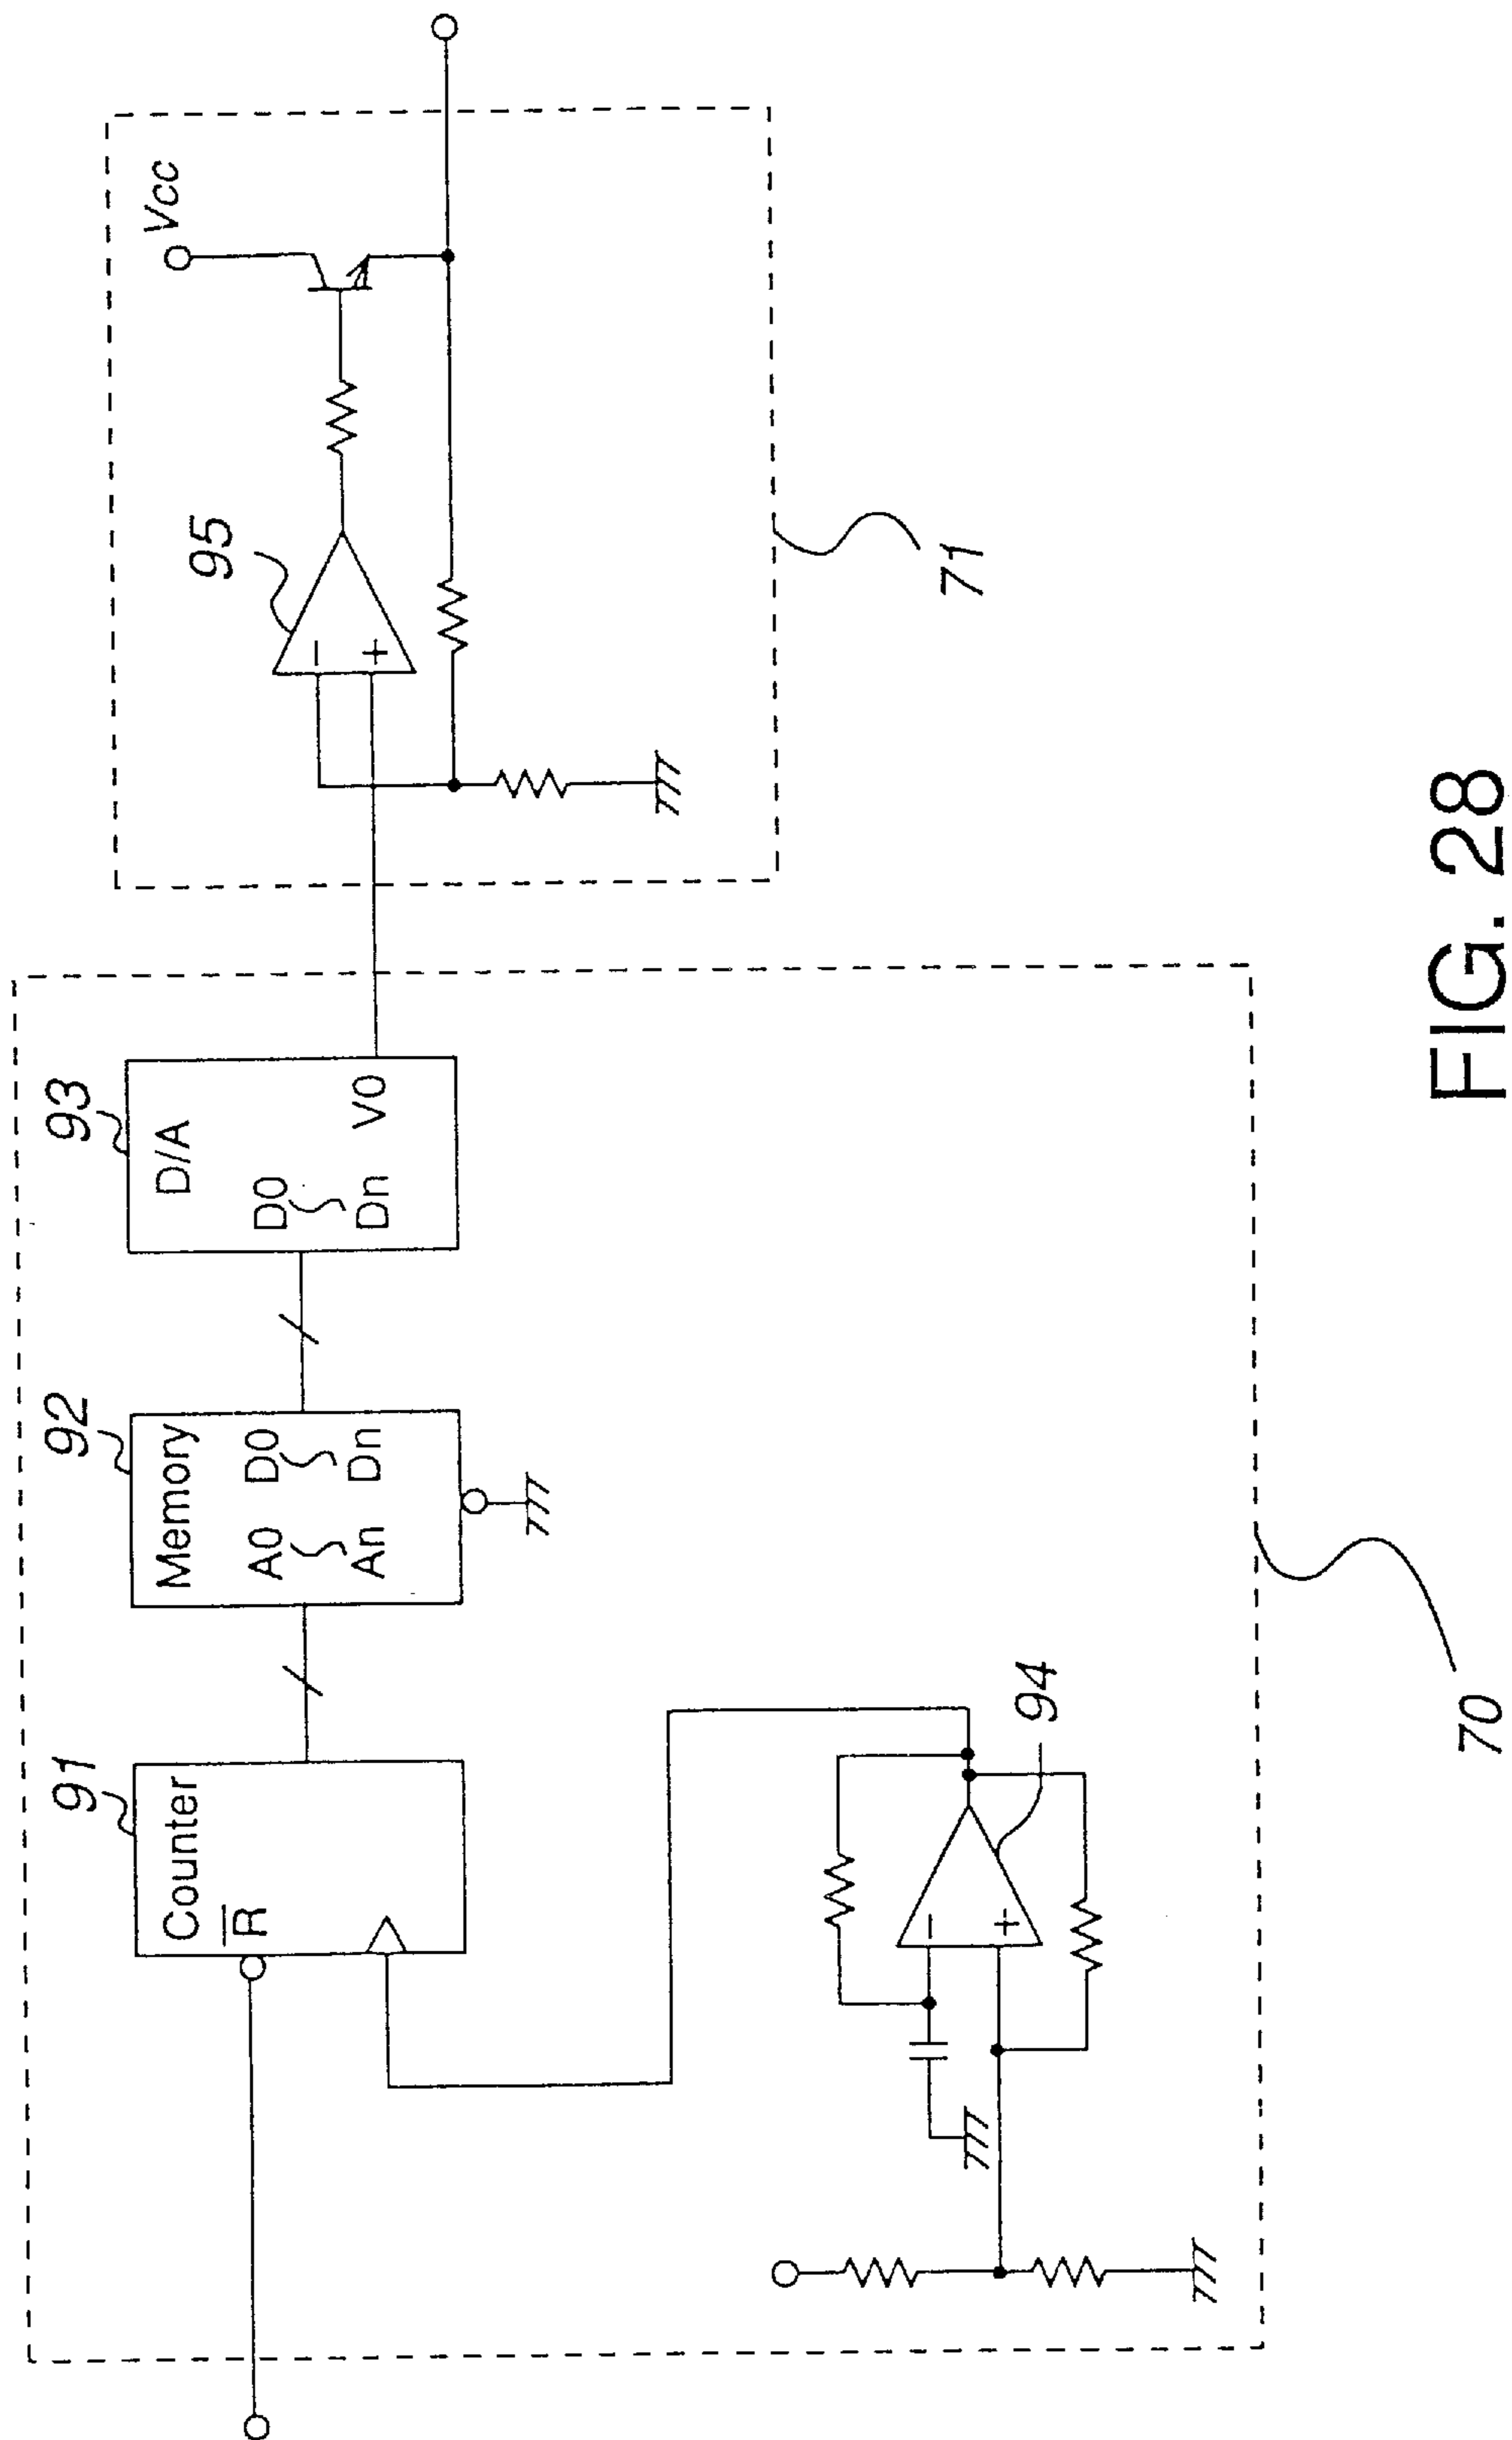 91
Counter
R
92
Memory
A0
An
D0
Dn
93
D/A
D0
Dn
V0
94
70
95
Vcc
71
FIG. 28